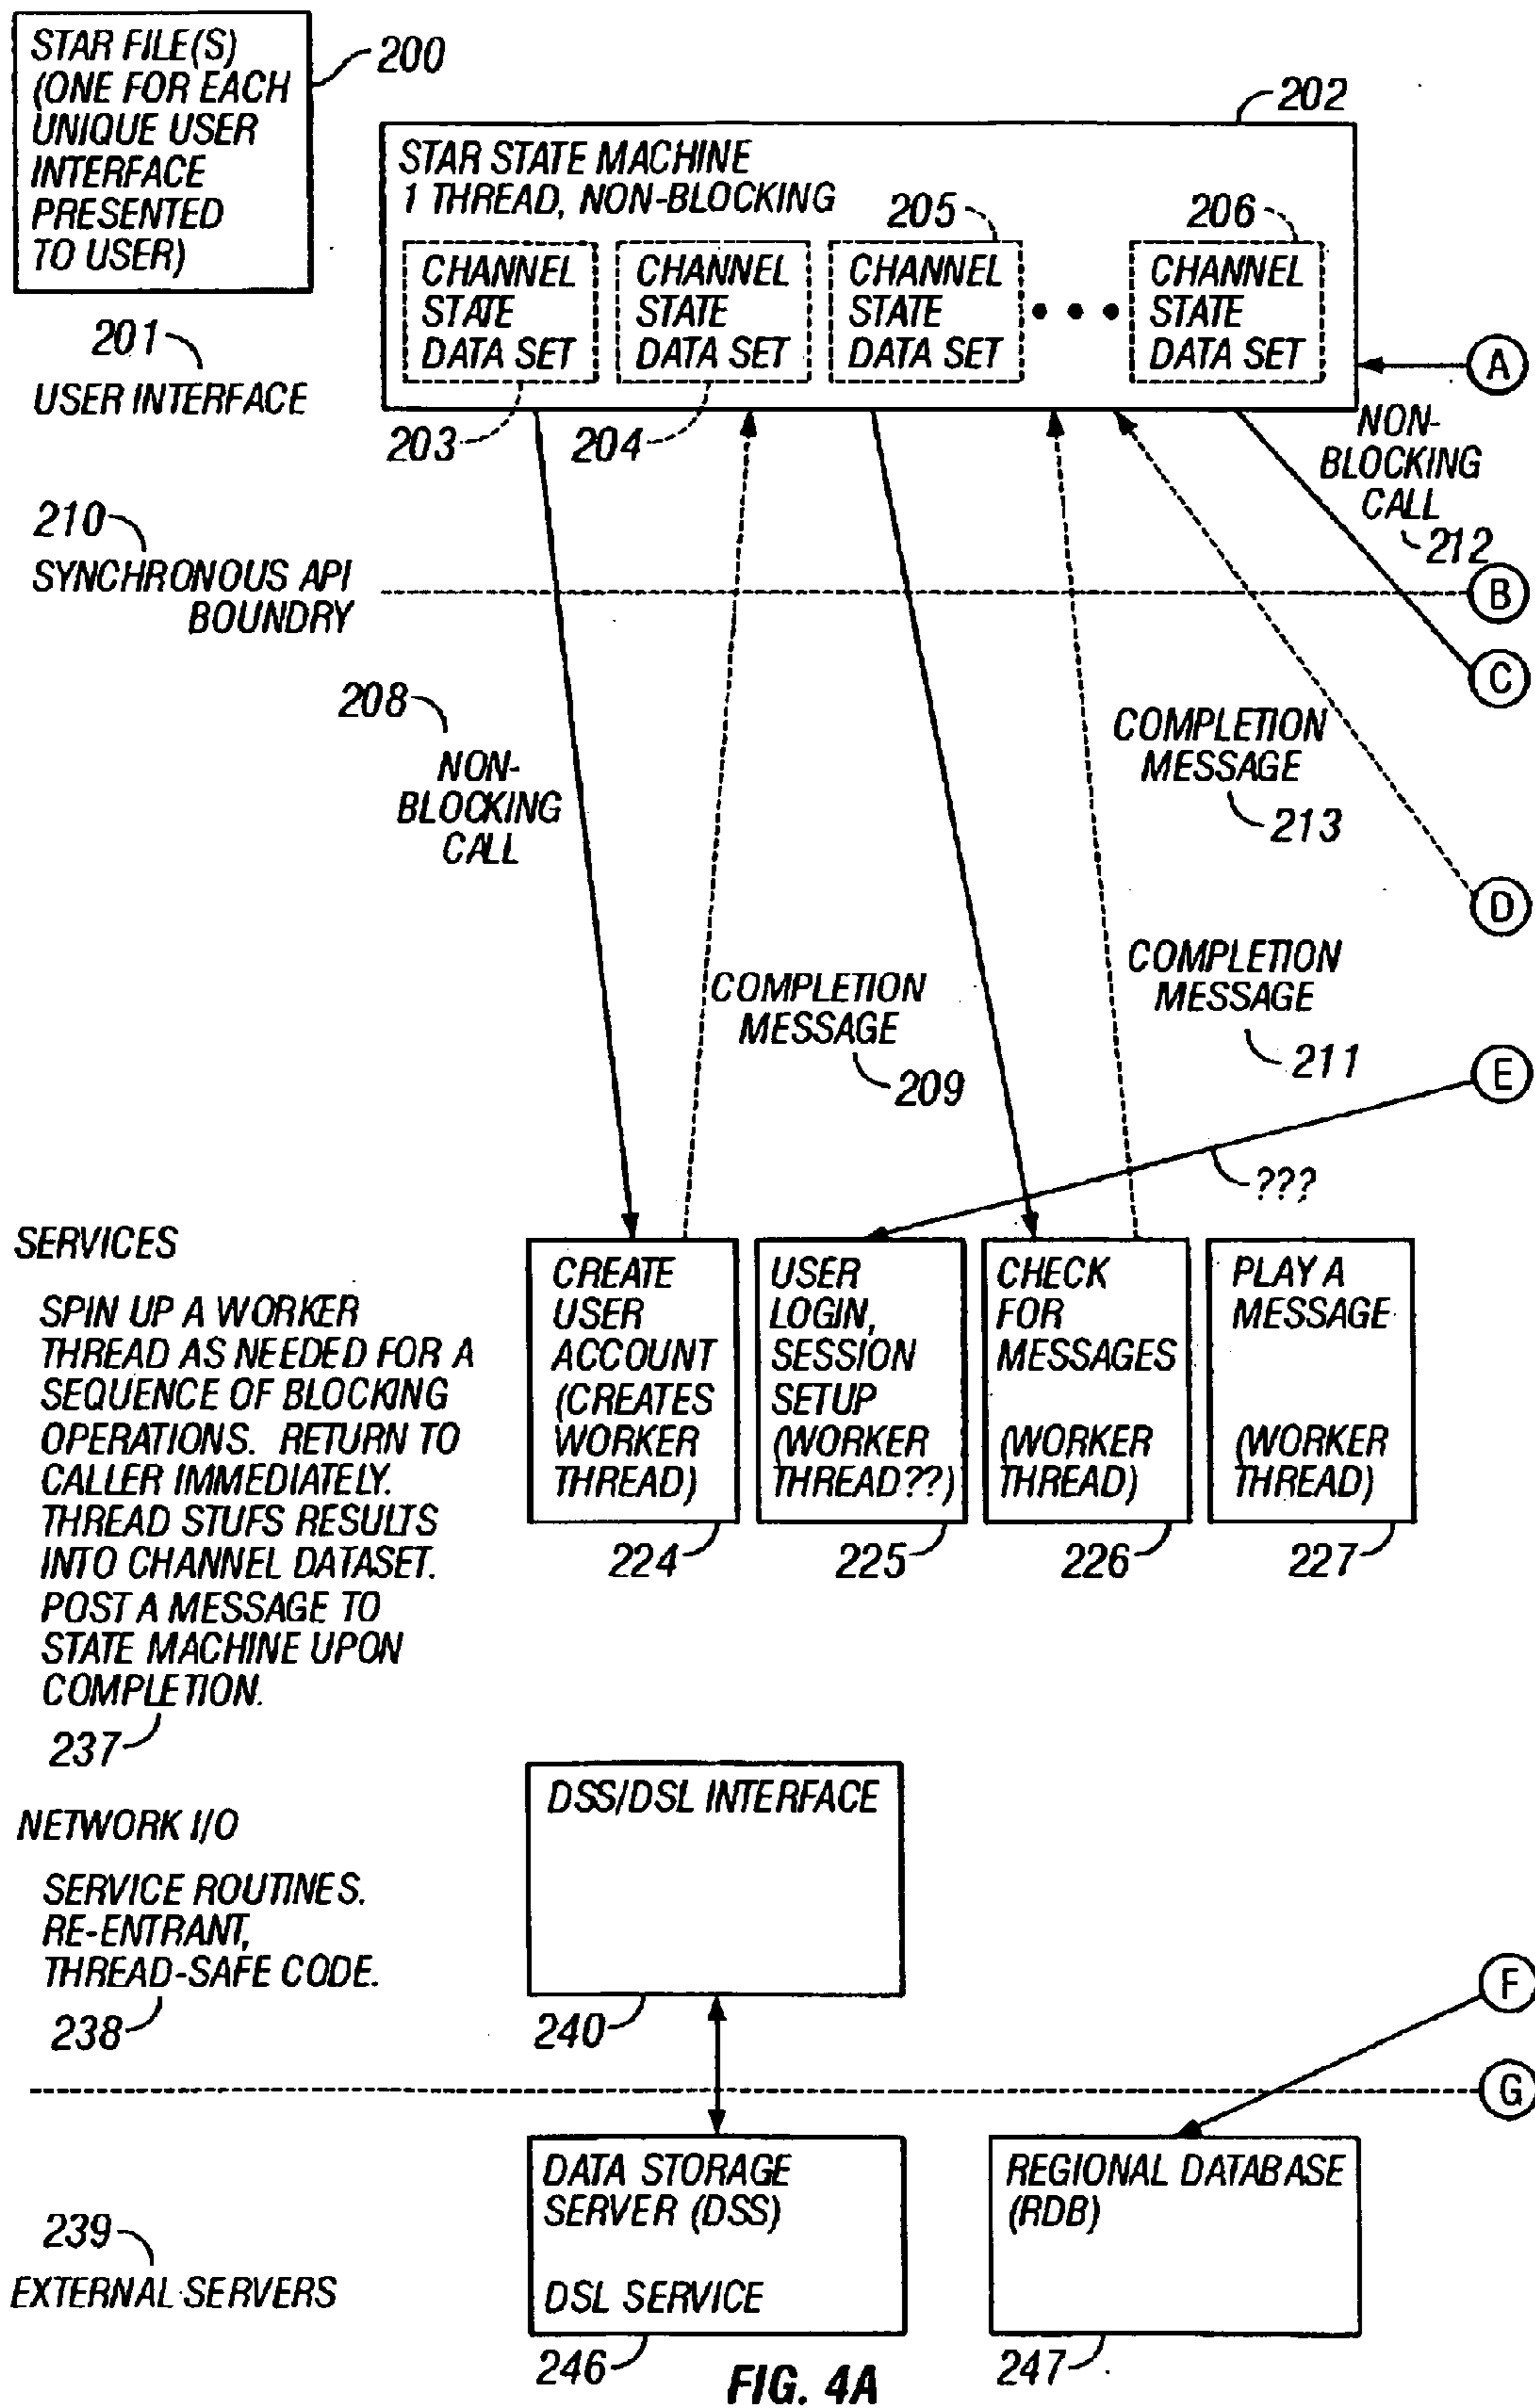 STAR FILE(S)
(ONE FOR EACH
UNIQUE USER
INTERFACE
PRESENTED
TO USER)
200
202
STAR STATE MACHINE
1 THREAD, NON-BLOCKING
205
206
CHANNEL
STATE
DATA SET
CHANNEL
STATE
DATA SET
CHANNEL
STATE
DATA SET
CHANNEL
STATE
DATA SET
201
USER INTERFACE
A
203
204
NON-
BLOCKING
CALL
212
210
SYNCHRONOUS API
BOUNDRY
B
C
208
NON-
BLOCKING
CALL
COMPLETION
MESSAGE
213
D
COMPLETION
MESSAGE
209
COMPLETION
MESSAGE
211
E
???
SERVICES
SPIN UP A WORKER
THREAD AS NEEDED FOR A
SEQUENCE OF BLOCKING
OPERATIONS. RETURN TO
CALLER IMMEDIATELY.
THREAD STUFS RESULTS
INTO CHANNEL DATASET.
POST A MESSAGE TO
STATE MACHINE UPON
COMPLETION.
237
CREATE
USER
ACCOUNT
(CREATES
WORKER
THREAD)
224
USER
LOGIN,
SESSION
SETUP
(WORKER
THREAD??)
225
CHECK
FOR
MESSAGES
(WORKER
THREAD)
226
PLAY A
MESSAGE
(WORKER
THREAD)
227
NETWORK I/O
SERVICE ROUTINES.
RE-ENTRANT,
THREAD-SAFE CODE.
238
DSS/DSL INTERFACE
240
F
G
239
EXTERNAL SERVERS
DATA STORAGE
SERVER (DSS)
DSL SERVICE
246
REGIONAL DATABASE
(RDB)
247
FIG. 4A